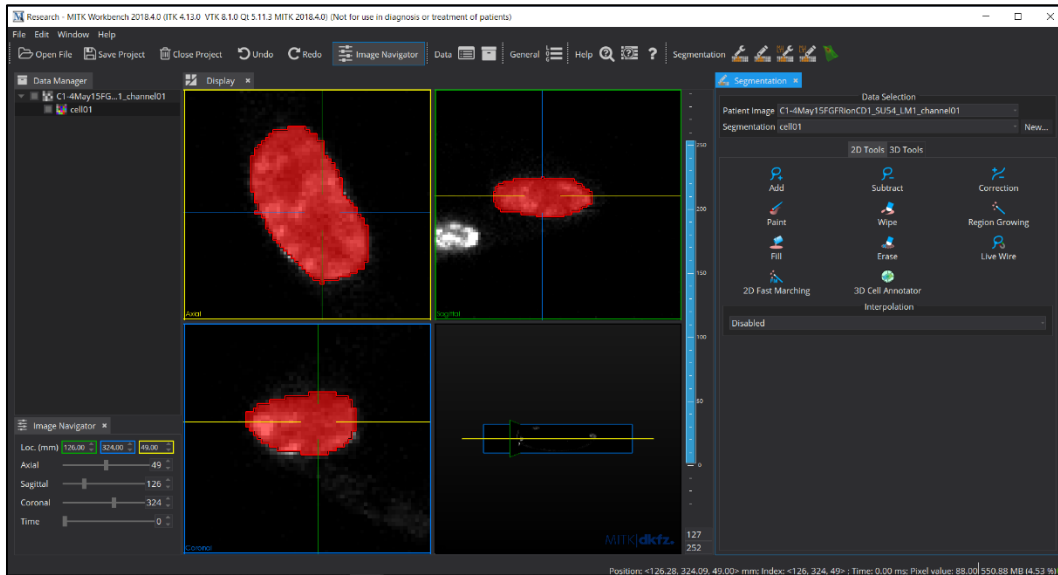 Research - MITK Workbench 2018.4.0 (ITK 4.13.0 VTK 8.1.0 Qt 5.11.3 MITK 2018.4.0) (Not for use in diagnosis or treatment of patients)
File Edit Window Help
Open File Save Project Close Project Undo Redo Image Navigator Data General Help ? Segmentation
Data Manager
C1-4May15FG...1_channel01
cell01
Display
Axial
Sagittal
Coronal
MITK|dkfz.
250
200
150
100
50
0
127
252
Image Navigator
Loc. (mm) 126.00 324.00 49.00
Axial 49
Sagittal 126
Coronal 324
Time 0
Segmentation
Data Selection
Patient Image C1-4May15FGFRionCD1_SU54_LM1_channel01
Segmentation cell01 New...
2D Tools 3D Tools
Add Subtract Correction
Paint Wipe Region Growing
Fill Erase Live Wire
2D Fast Marching 3D Cell Annotator
Interpolation
Disabled
Position: <126.28, 324.09, 49.00> mm; Index: <126, 324, 49> ; Time: 0.00 ms; Pixel value: 88.00 550.88 MB (4.53 %)